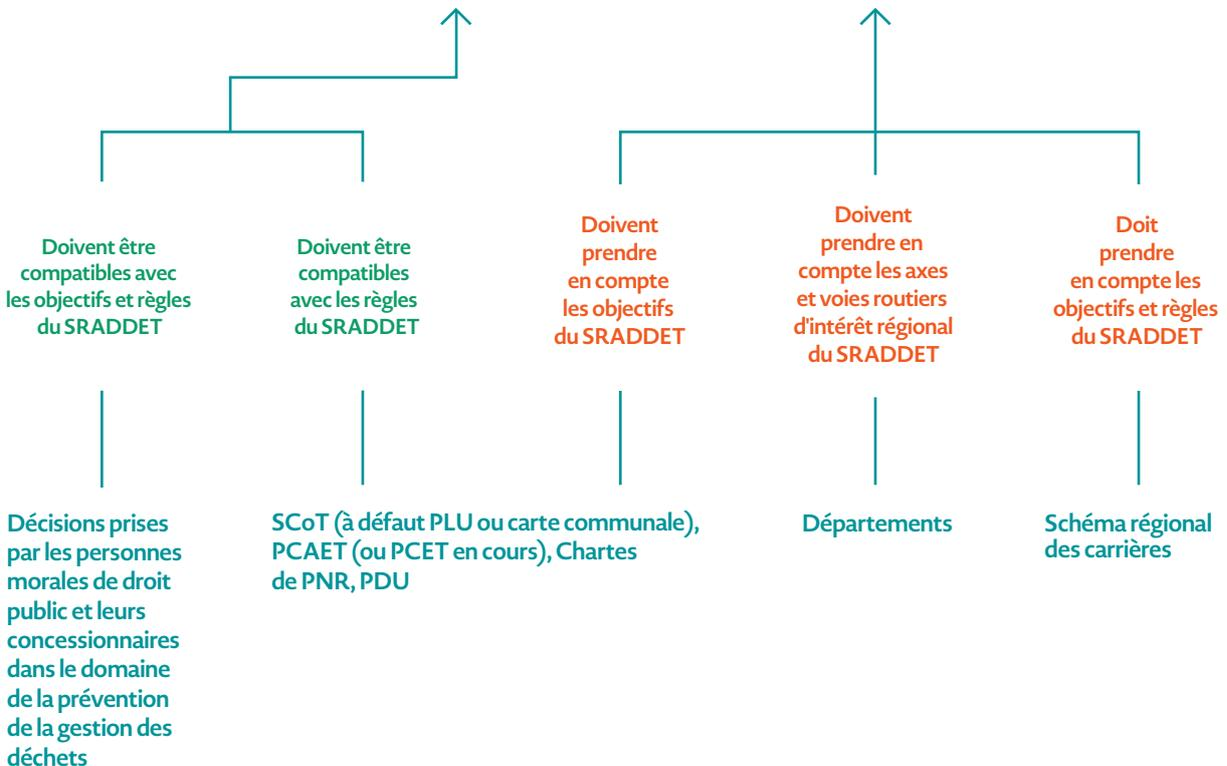 Doivent être
compatibles avec
les objectifs et règles
du SRADDET
Doivent être
compatibles
avec les règles
du SRADDET
Doivent
prendre
en compte
les objectifs
du SRADDET
Doivent
prendre en
compte les axes
et voies routiers
d'intérêt régional
du SRADDET
Doit
prendre
en compte les
objectifs et règles
du SRADDET
Décisions prises
par les personnes
morales de droit
public et leurs
concessionnaires
dans le domaine
de la prévention
de la gestion des
déchets
SCoT (à défaut PLU ou carte communale),
PCAET (ou PCET en cours), Chartes
de PNR, PDU
Départements
Schéma régional
des carrières